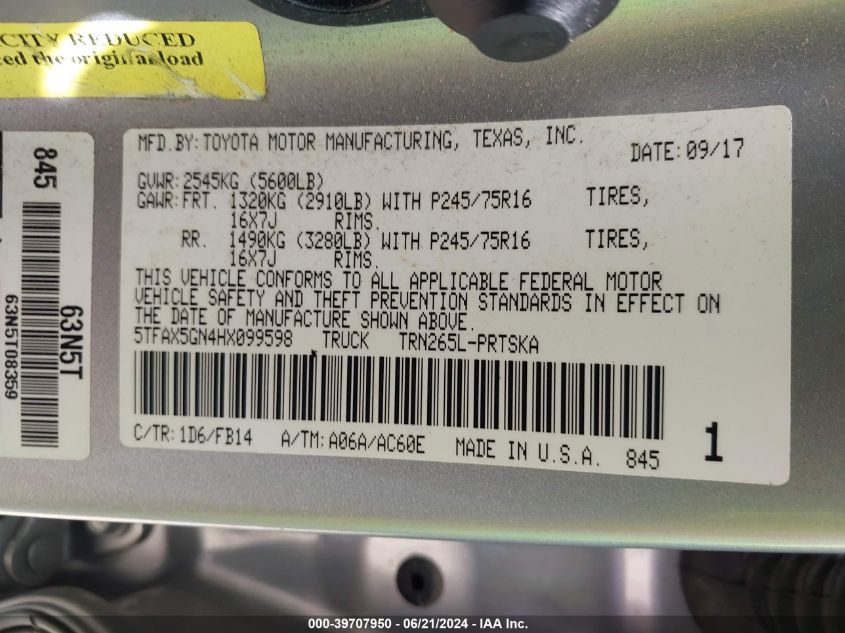 CITY REDUCED
ed the original load
845
63N5T
63N5T08359
MFD.BY:TOYOTA MOTOR MANUFACTURING, TEXAS, INC. DATE:09/17
GVWR:2545KG (5600LB)
GAWR:FRT. 1320KG (2910LB) WITH P245/75R16 TIRES,
16X7J RIMS.
RR. 1490KG (3280LB) WITH P245/75R16 TIRES,
16X7J RIMS.
THIS VEHICLE CONFORMS TO ALL APPLICABLE FEDERAL MOTOR
VEHICLE SAFETY AND THEFT PREVENTION STANDARDS IN EFFECT ON
THE DATE OF MANUFACTURE SHOWN ABOVE.
5TFAX5GN4HX099598 TRUCK TRN265L-PRTSKA
C/TR:1D6/FB14 A/TM:A06A/AC60E MADE IN U.S.A. 845
1
000-39707950 - 06/21/2024 - IAA Inc.